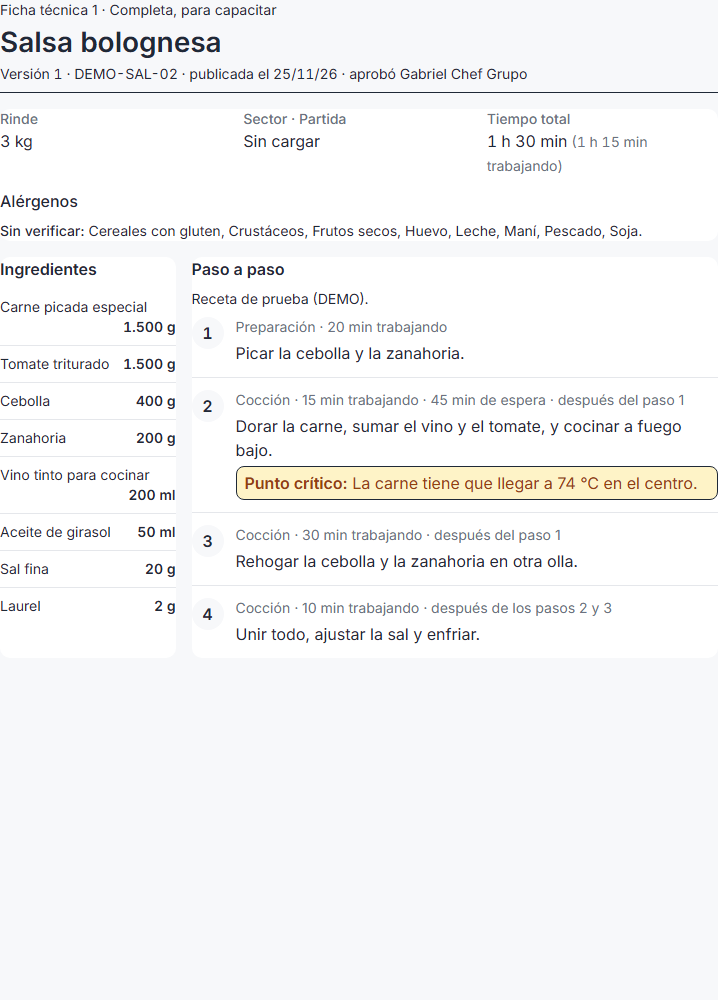 Ficha técnica 1 · Completa, para capacitar
Salsa bolognesa
Versión 1 · DEMO-SAL-02 · publicada el 25/11/26 · aprobó Gabriel Chef Grupo
Rinde
3 kg
Sector · Partida
Sin cargar
Tiempo total
1 h 30 min (1 h 15 min
trabajando)
Alérgenos
Sin verificar: Cereales con gluten, Crustáceos, Frutos secos, Huevo, Leche, Maní, Pescado, Soja.
Ingredientes
Carne picada especial
1.500 g
Tomate triturado 1.500 g
Cebolla 400 g
Zanahoria 200 g
Vino tinto para cocinar
200 ml
Aceite de girasol 50 ml
Sal fina 20 g
Laurel 2 g
Paso a paso
Receta de prueba (DEMO).
1 Preparación · 20 min trabajando
Picar la cebolla y la zanahoria.
2 Cocción · 15 min trabajando · 45 min de espera · después del paso 1
Dorar la carne, sumar el vino y el tomate, y cocinar a fuego
bajo.
Punto crítico: La carne tiene que llegar a 74 °C en el centro.
3 Cocción · 30 min trabajando · después del paso 1
Rehogar la cebolla y la zanahoria en otra olla.
4 Cocción · 10 min trabajando · después de los pasos 2 y 3
Unir todo, ajustar la sal y enfriar.